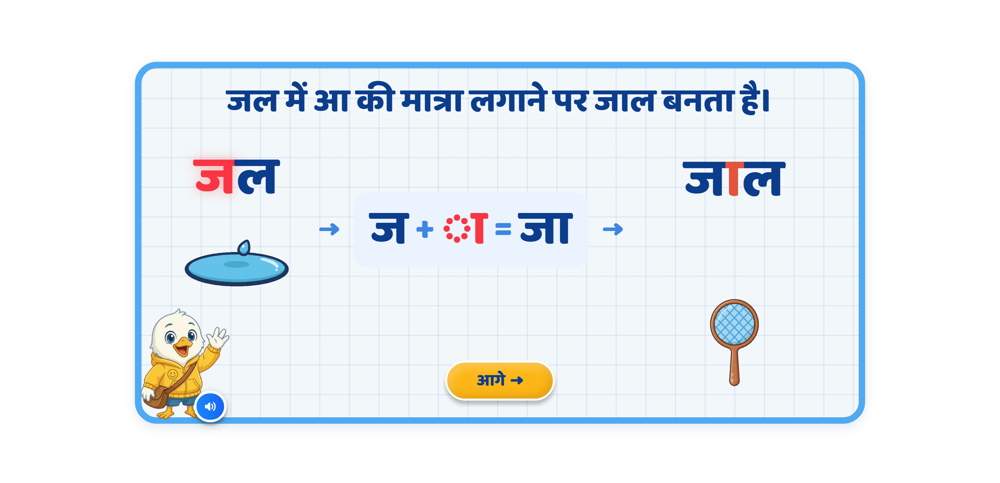 जल में आ की मात्रा लगाने पर जाल बनता है।
जल
→ ज + ा = जा →
जाल
आगे →